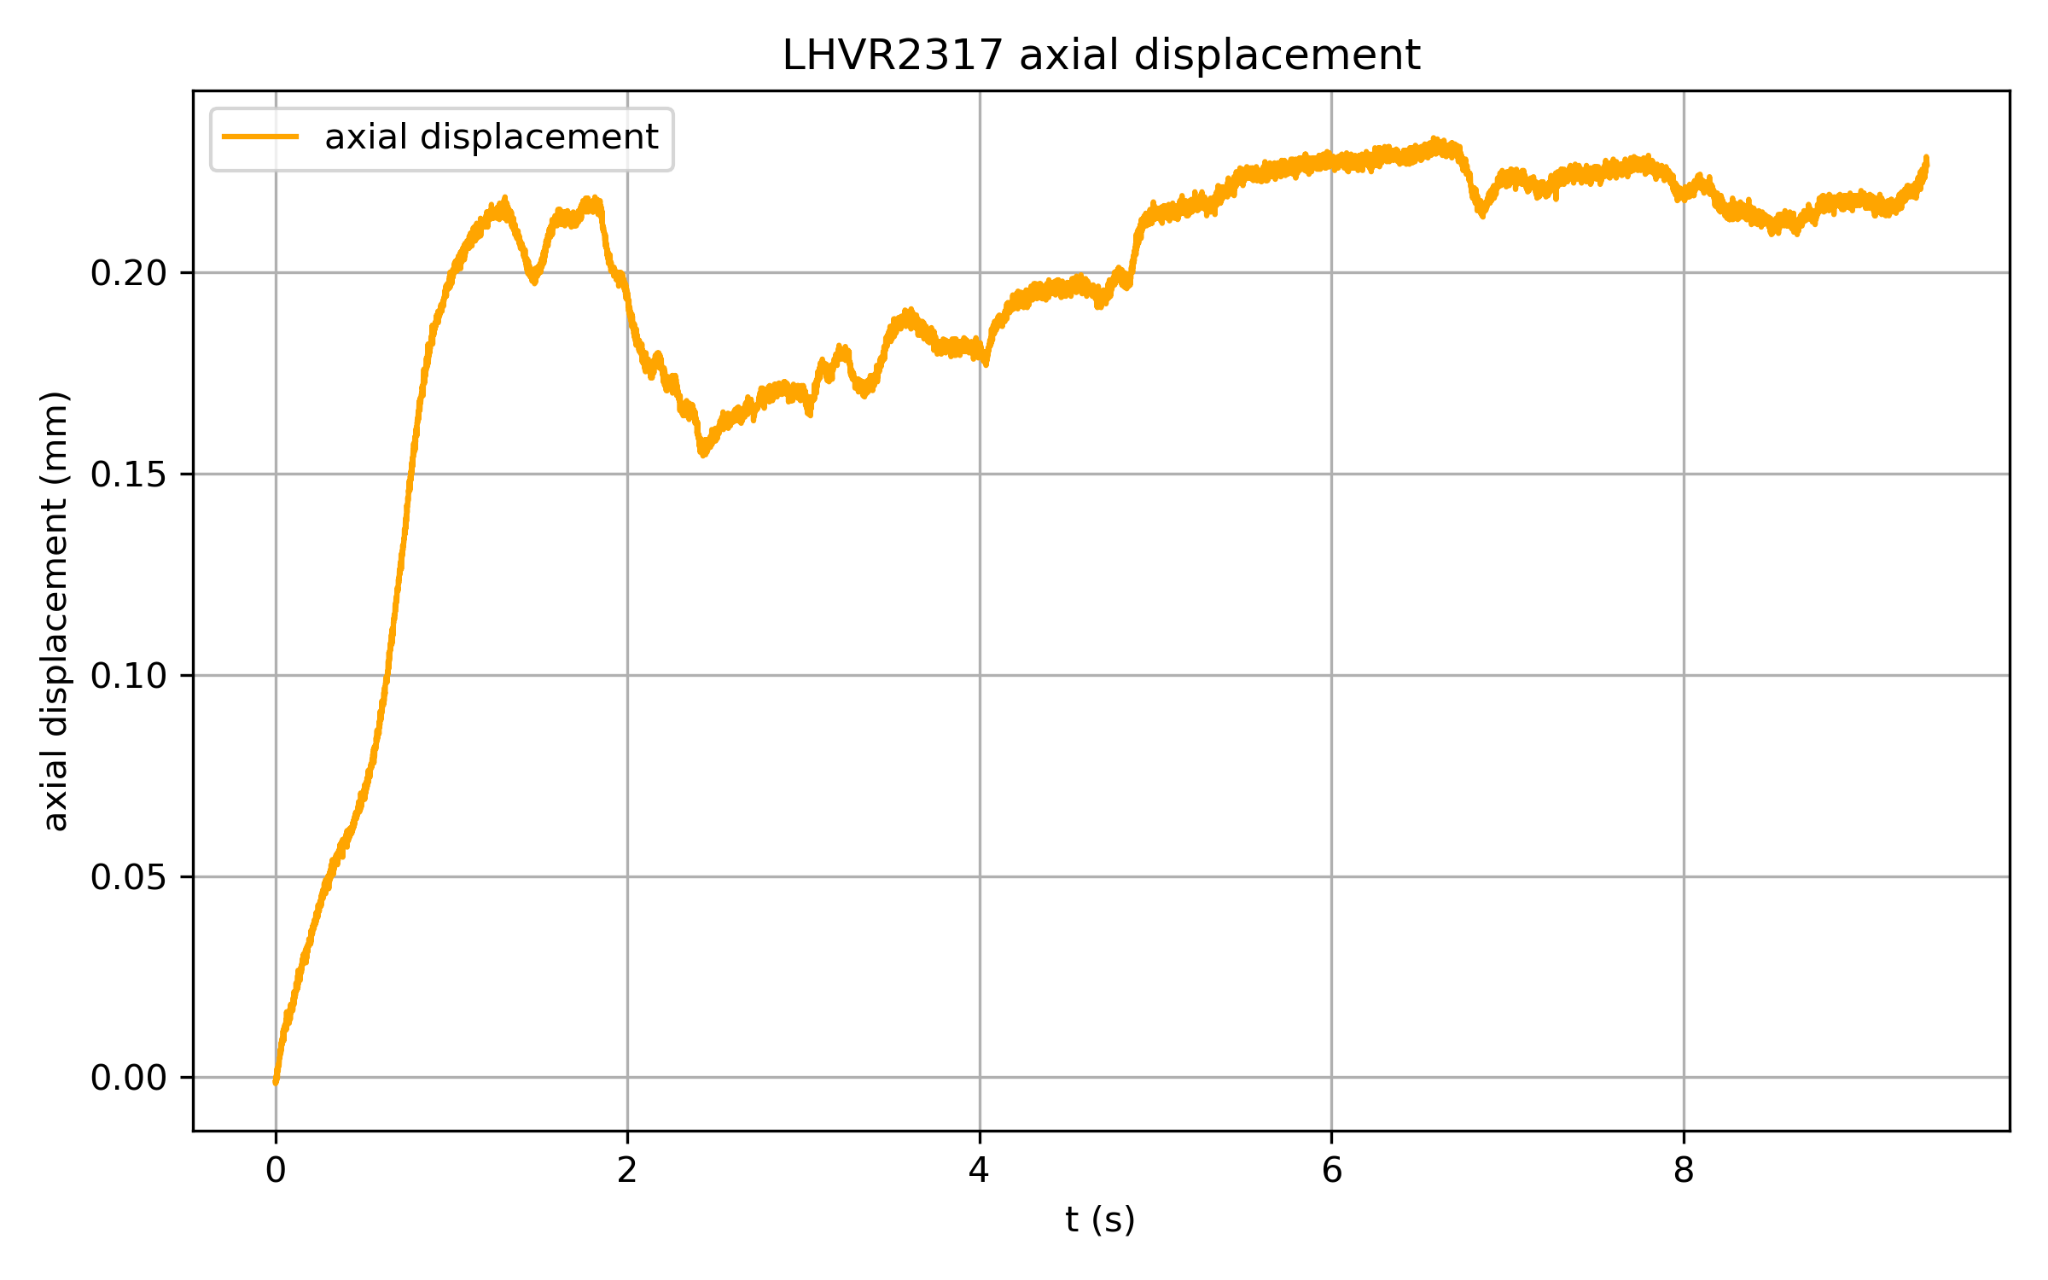 LHVR2317 axial displacement
axial displacement
axial displacement (mm)
0.20
0.15
0.10
0.05
0.00
0 2 4 6 8
t (s)